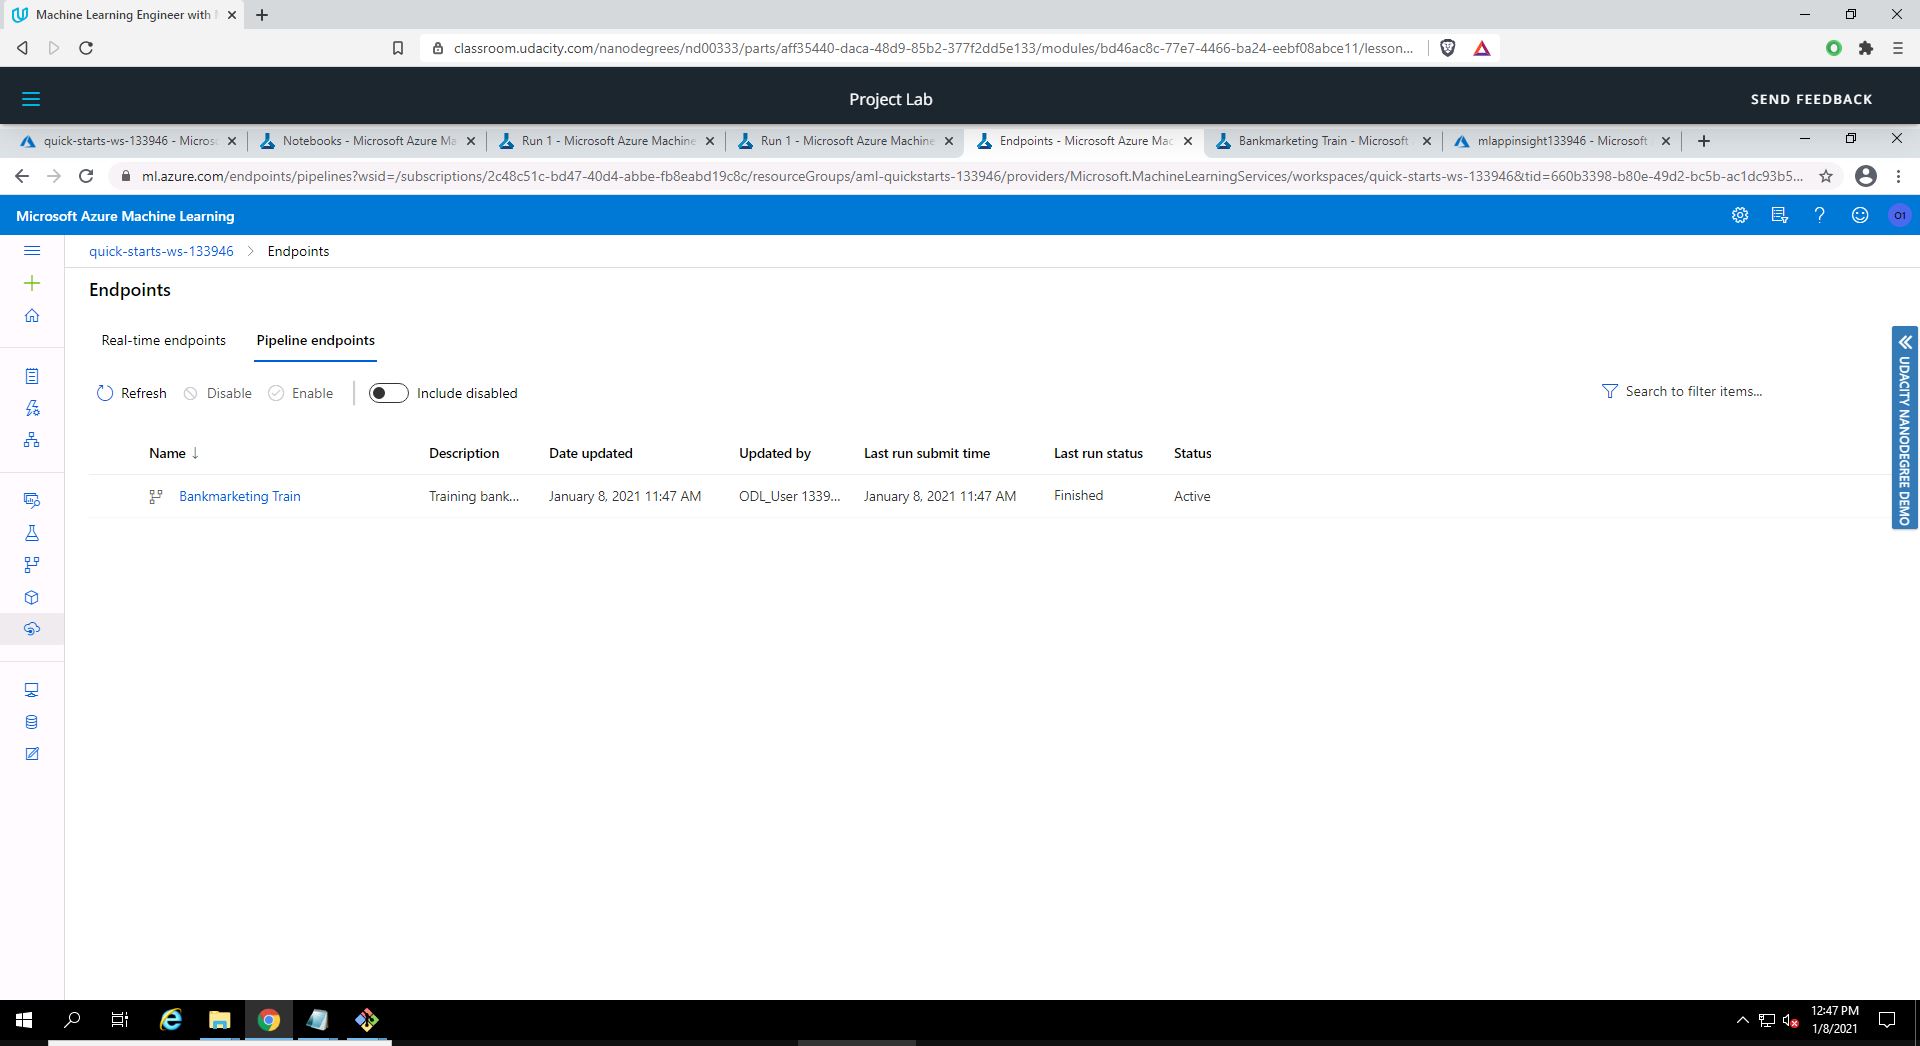 Machine Learning Engineer with
classroom.udacity.com/nanodegrees/nd00333/parts/aff35440-daca-48d9-85b2-377f2dd5e133/modules/bd46ac8c-77e7-4466-ba24-eebf08abce11/lesson...
Project Lab
SEND FEEDBACK
quick-starts-ws-133946 - Microsc
Notebooks - Microsoft Azure Ma
Run 1 - Microsoft Azure Machine
Run 1 - Microsoft Azure Machine
Endpoints - Microsoft Azure Mac
Bankmarketing Train - Microsoft
mlappinsight133946 - Microsoft
ml.azure.com/endpoints/pipelines?wsid=/subscriptions/2c48c51c-bd47-40d4-abbe-fb8eabd19c8c/resourceGroups/aml-quickstarts-133946/providers/Microsoft.MachineLearningServices/workspaces/quick-starts-ws-133946&tid=660b3398-b80e-49d2-bc5b-ac1dc93b5...
Microsoft Azure Machine Learning
?
O1
quick-starts-ws-133946 > Endpoints
Endpoints
Real-time endpoints
Pipeline endpoints
Refresh
Disable
Enable
Include disabled
Search to filter items...
UDACITY NANODEGREE DEMO
Name ↓ Description Date updated Updated by Last run submit time Last run status Status
Bankmarketing Train Training bank... January 8, 2021 11:47 AM ODL_User 1339... January 8, 2021 11:47 AM Finished Active
12:47 PM
1/8/2021